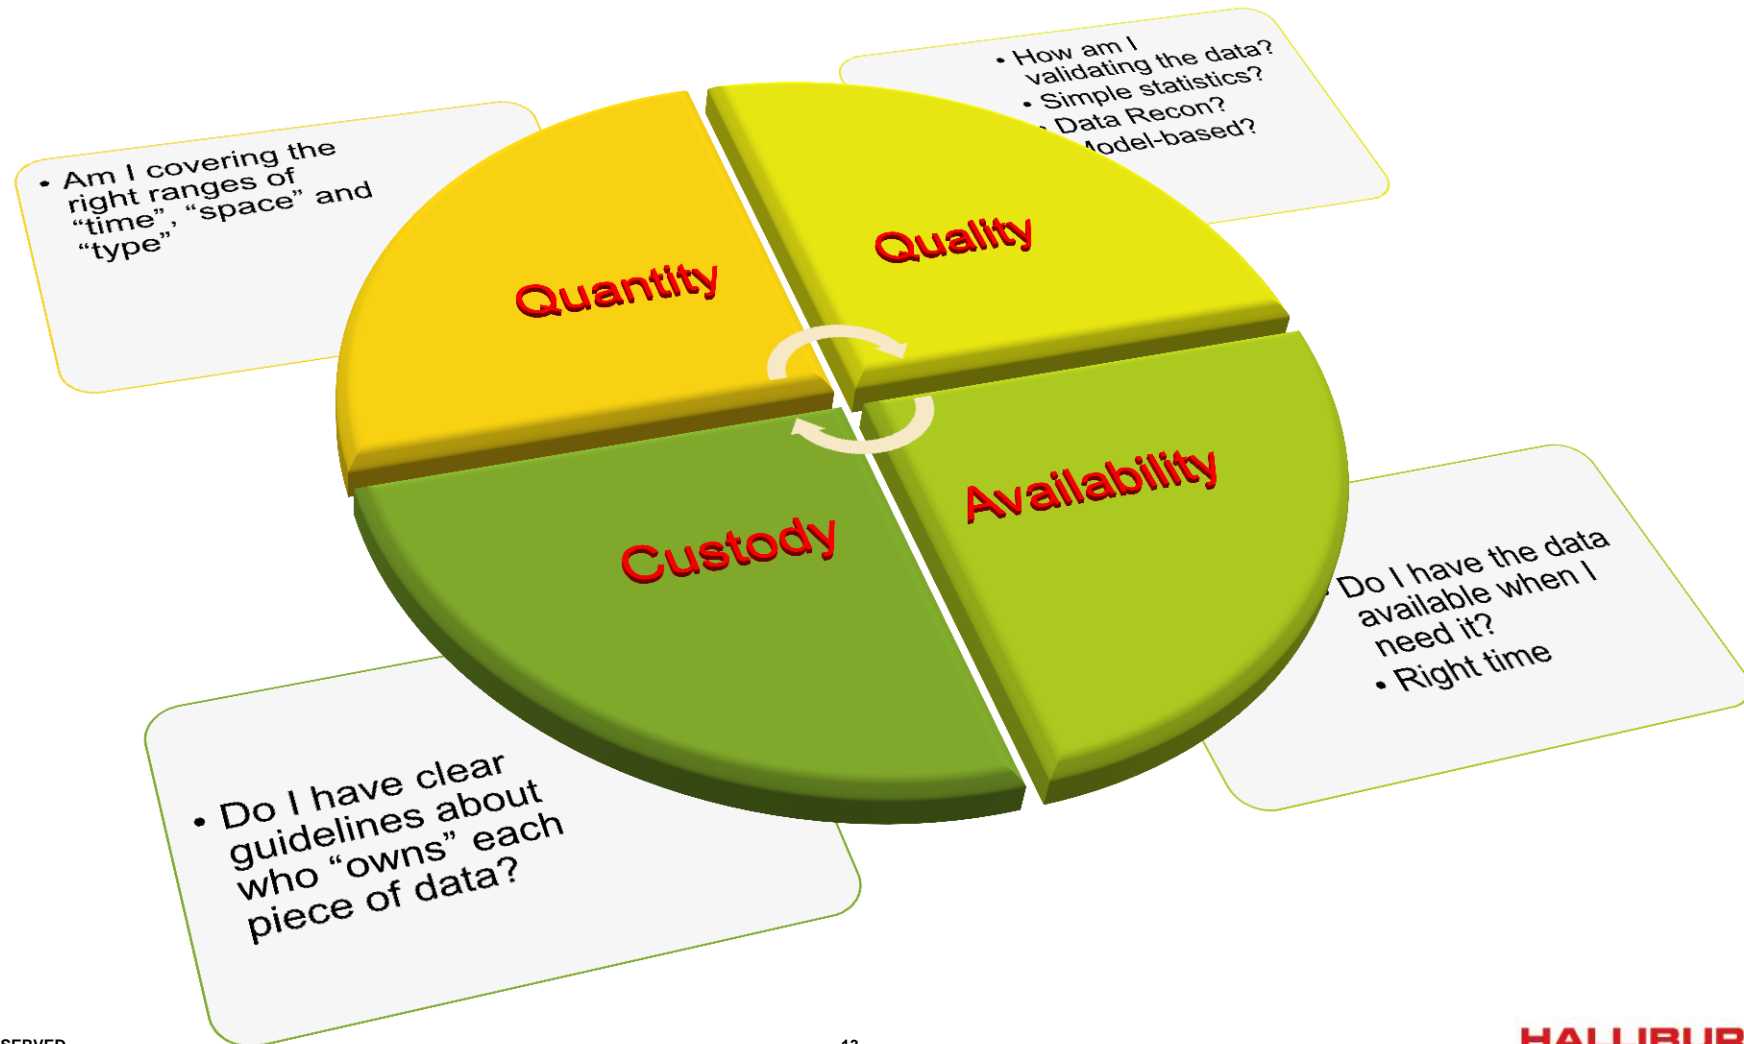 • Am I covering the
right ranges of
“time”, “space” and
“type”
• How am I
validating the data?
• Simple statistics?
Data Recon?
Model-based?
Quantity
Quality
Custody
Availability
• Do I have the data
available when I
need it?
• Right time
• Do I have clear
guidelines about
who “owns” each
piece of data?